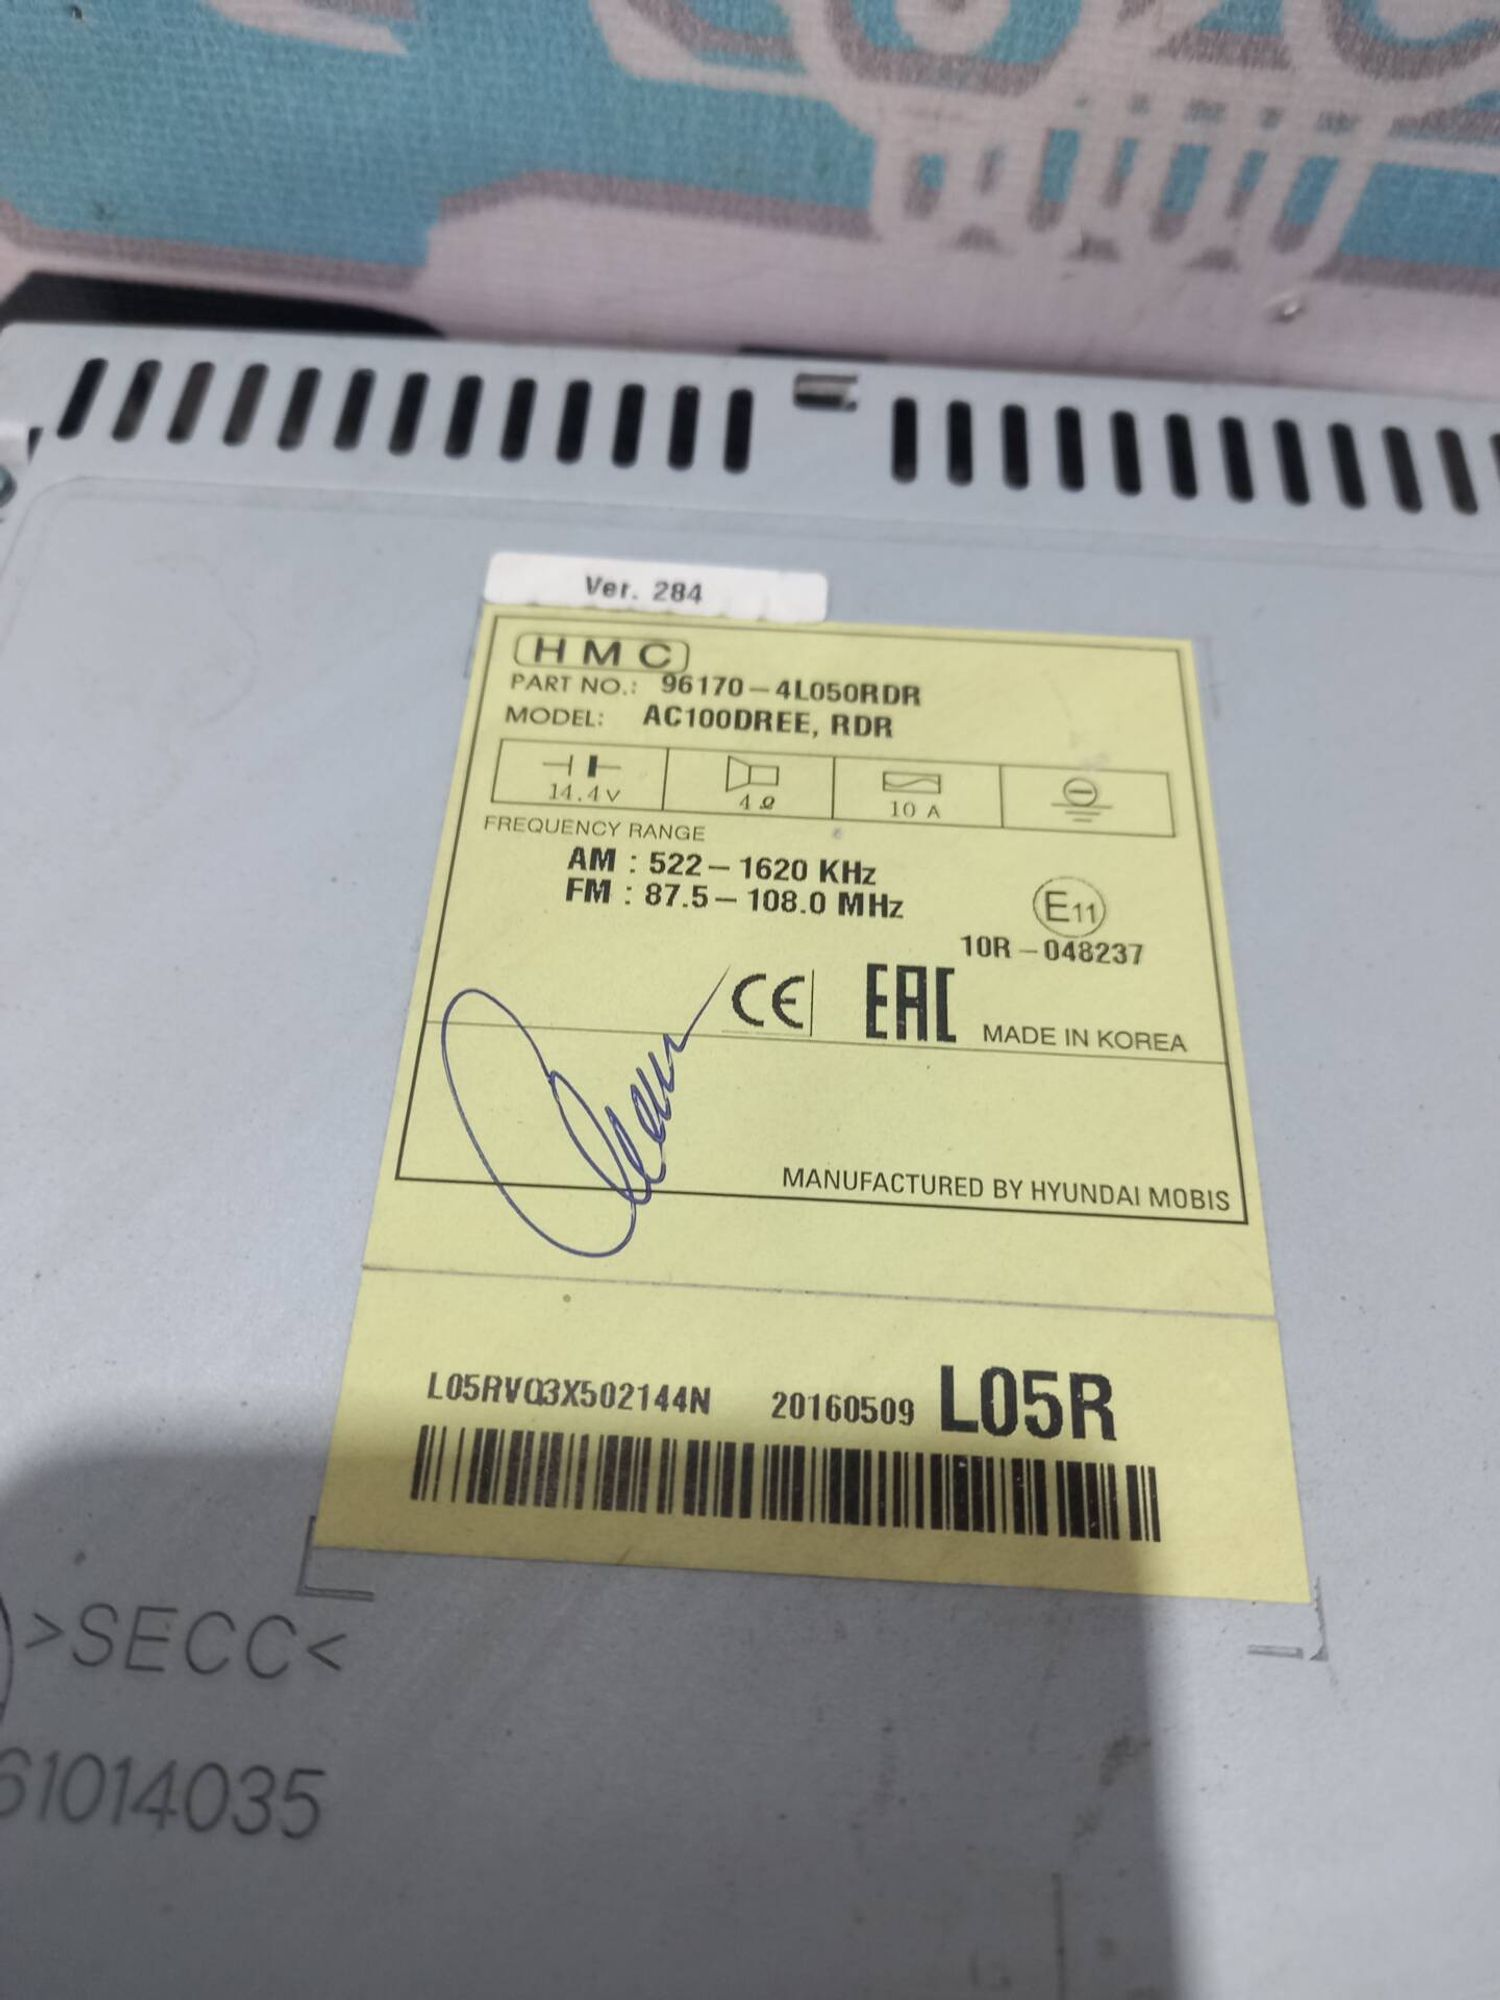 Ver. 284
HMC
PART NO.: 96170-4L050RDR
MODEL: AC100DREE, RDR
14.4V 4Ω 10 A
FREQUENCY RANGE
AM : 522-1620 KHz
FM : 87.5-108.0 MHz
E11
10R-048237
CE EAC MADE IN KOREA
MANUFACTURED BY HYUNDAI MOBIS
L05RVQ3X502144N 20160509 L05R
>SECC<
61014035